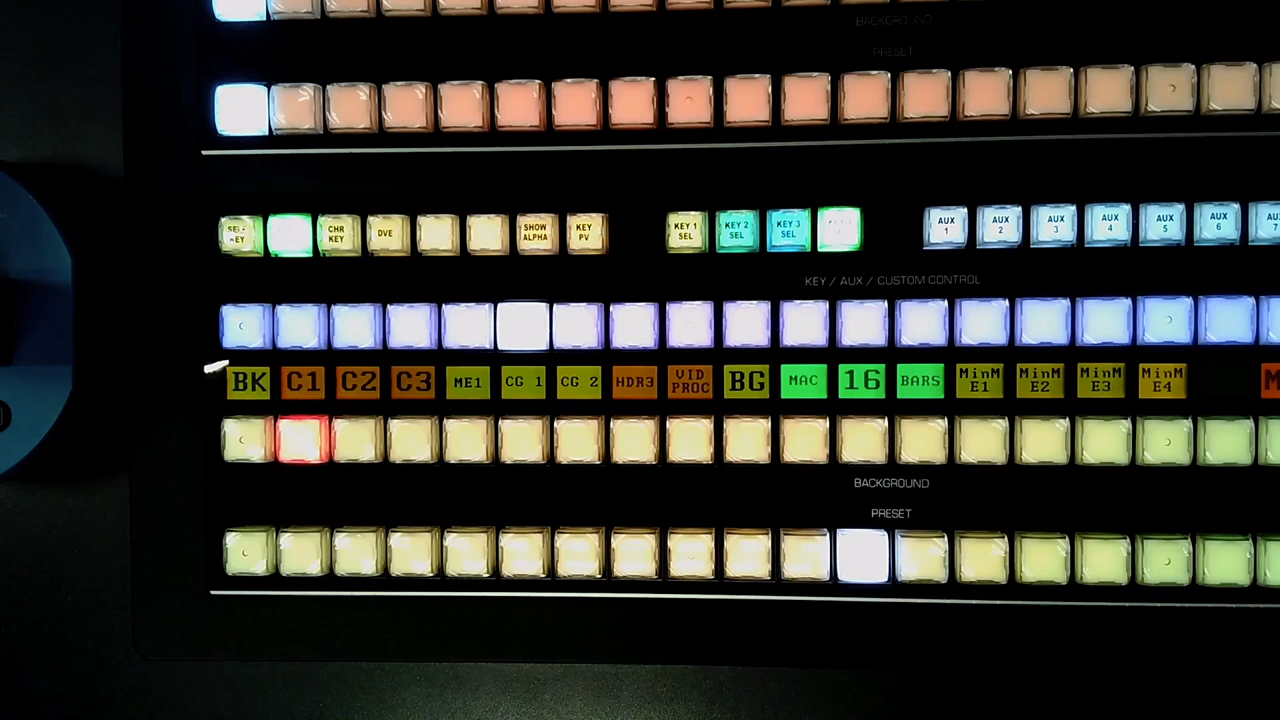 BACKGROUND
PRESET
SELF KEY
CHR KEY
DVE
SHOW ALPHA
KEY PV
KEY 1 SEL
KEY 2 SEL
KEY 3 SEL
AUX 1
AUX 2
AUX 3
AUX 4
AUX 5
AUX 6
7
KEY / AUX / CUSTOM CONTROL
BK C1 C2 C3 ME1 CG 1 CG 2 HDR3 VID PROC BG MAC 16 BARS MinM E1 MinM E2 MinM E3 MinM E4 M
BACKGROUND
PRESET